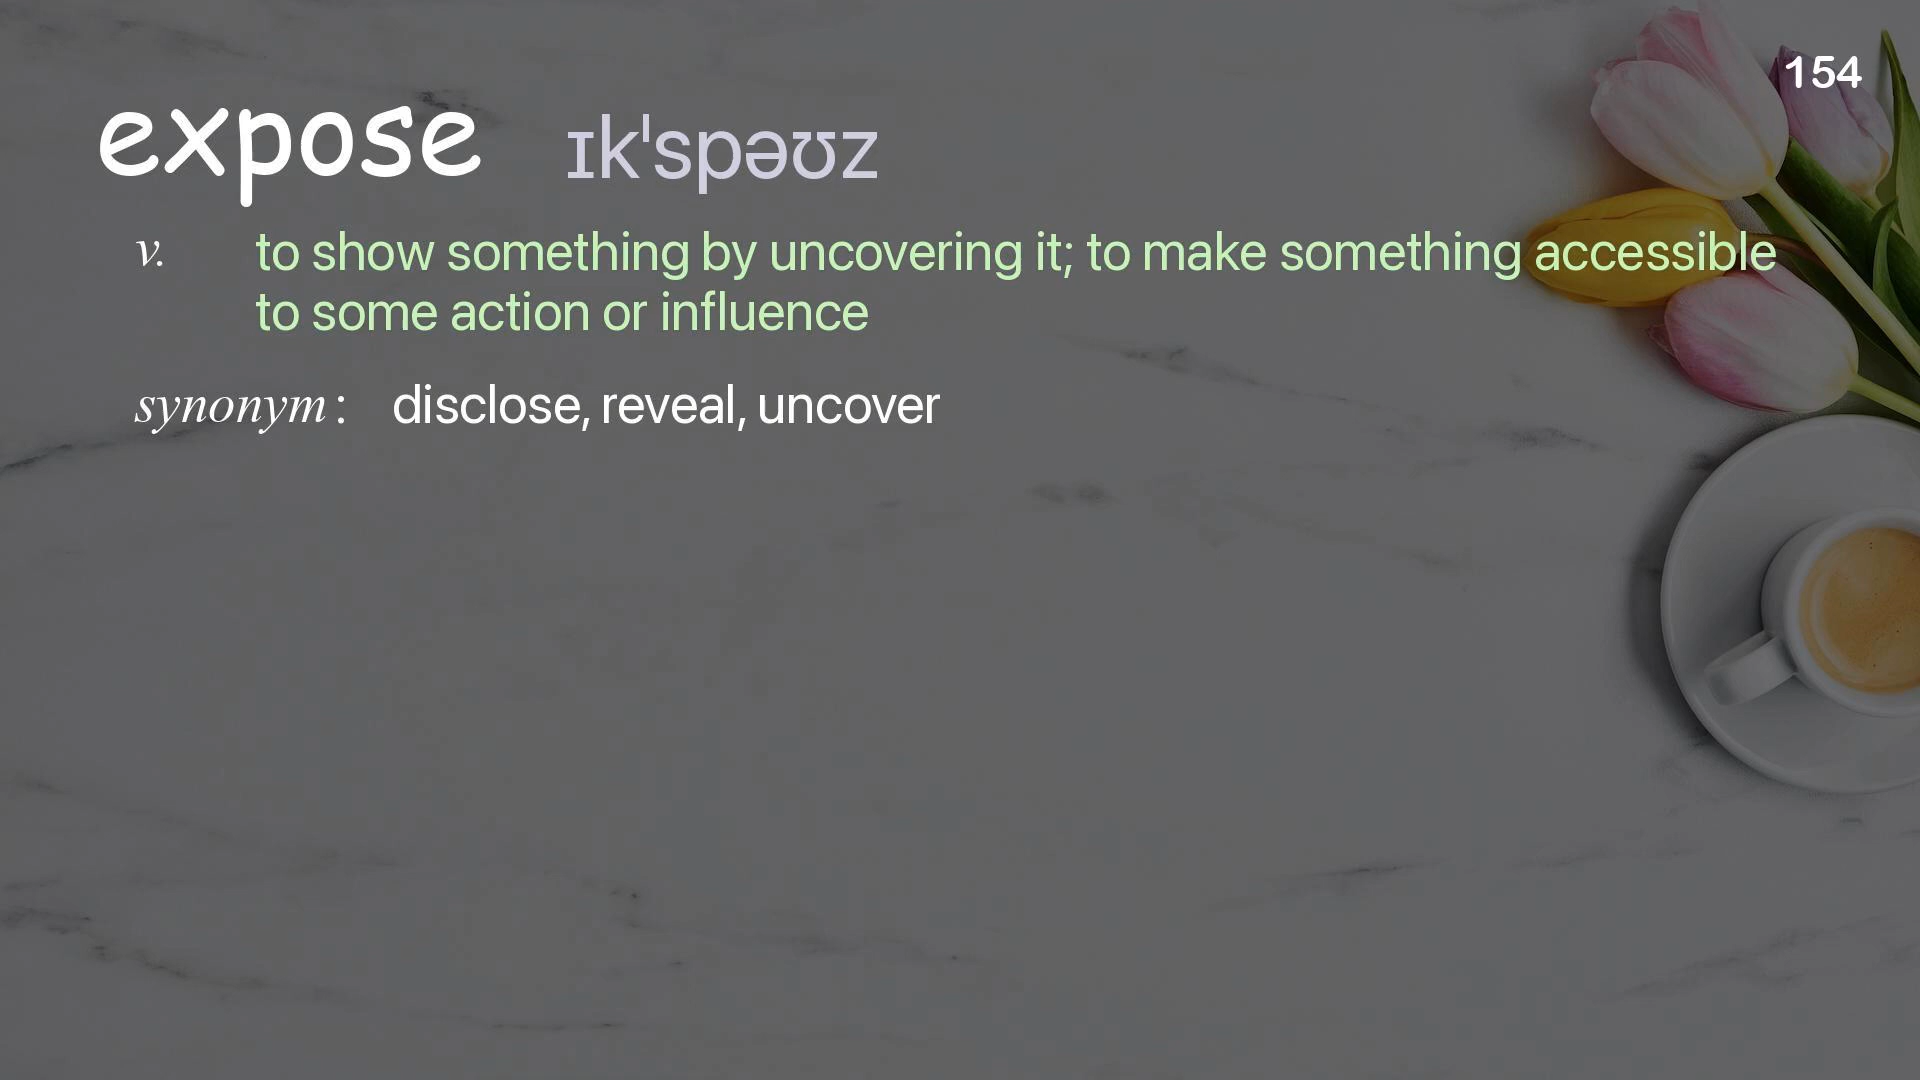 154
expose ɪkˈspəʊz
v. to show something by uncovering it; to make something accessible
to some action or influence
synonym: disclose, reveal, uncover